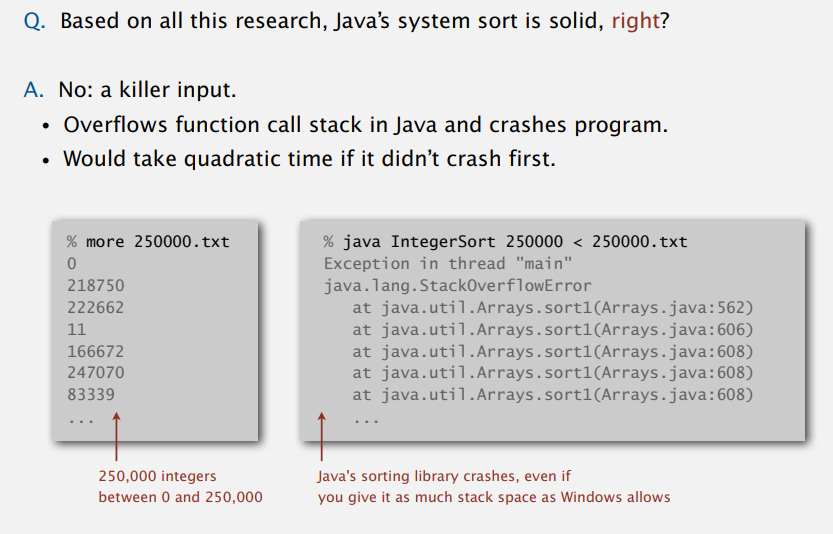 Q. Based on all this research, Java’s system sort is solid, right?
A. No: a killer input.
• Overflows function call stack in Java and crashes program.
• Would take quadratic time if it didn’t crash first.
% more 250000.txt
0
218750
222662
11
166672
247070
83339
...
250,000 integers
between 0 and 250,000
% java IntegerSort 250000 < 250000.txt
Exception in thread "main"
java.lang.StackOverflowError
at java.util.Arrays.sort1(Arrays.java:562)
at java.util.Arrays.sort1(Arrays.java:606)
at java.util.Arrays.sort1(Arrays.java:608)
at java.util.Arrays.sort1(Arrays.java:608)
at java.util.Arrays.sort1(Arrays.java:608)
...
Java's sorting library crashes, even if
you give it as much stack space as Windows allows